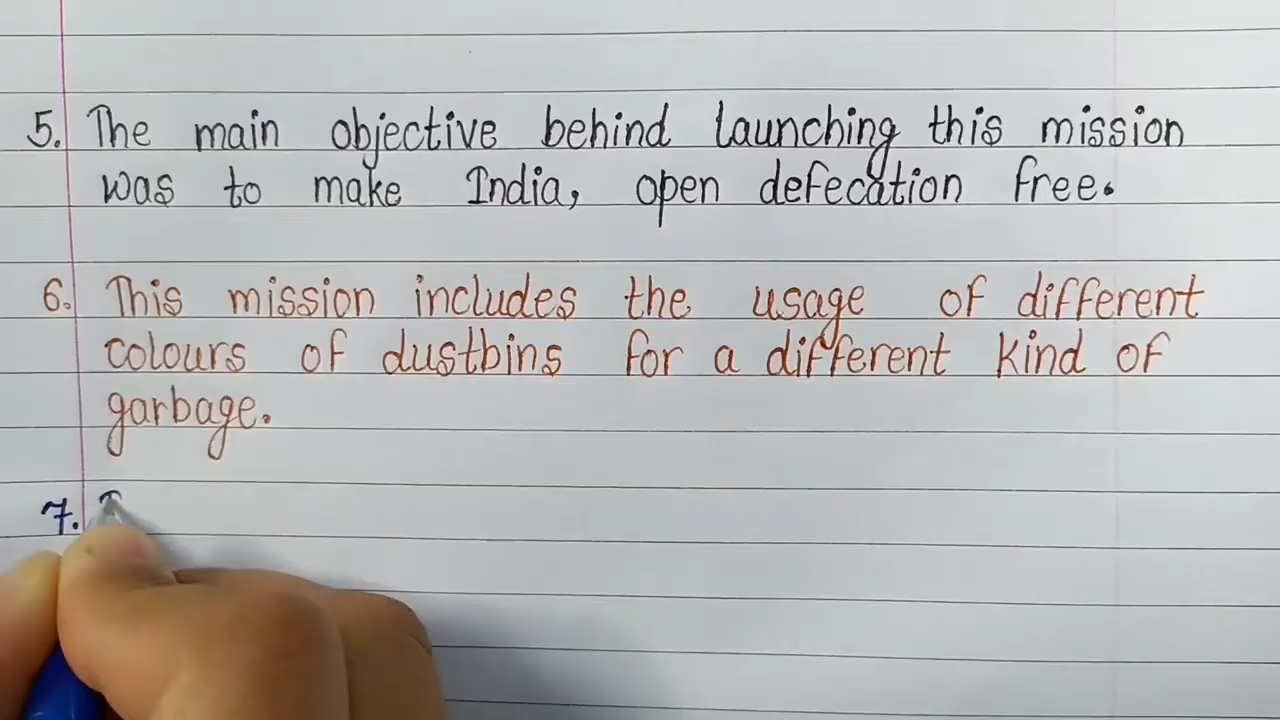 5. The main objective behind launching this mission
was to make India, open defecation free.
6. This mission includes the usage of different
colours of dustbins for a different kind of
garbage.
7.